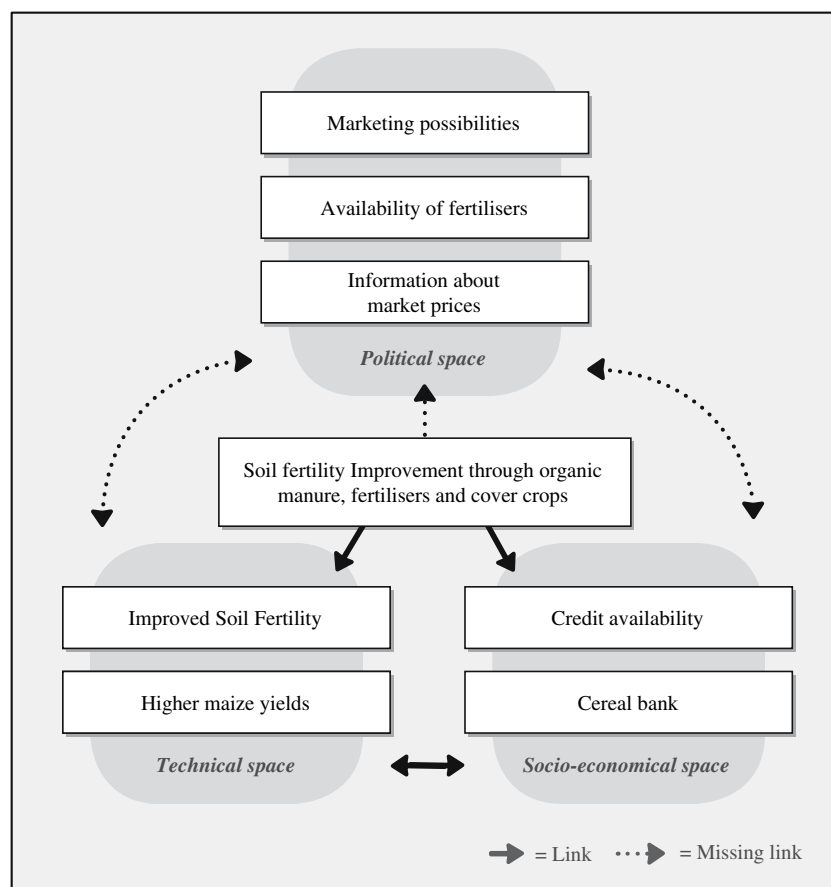 Marketing possibilities
Availability of fertilisers
Information about
market prices
Political space
Soil fertility Improvement through organic
manure, fertilisers and cover crops
Improved Soil Fertility
Higher maize yields
Technical space
Credit availability
Cereal bank
Socio-economical space
= Link
= Missing link